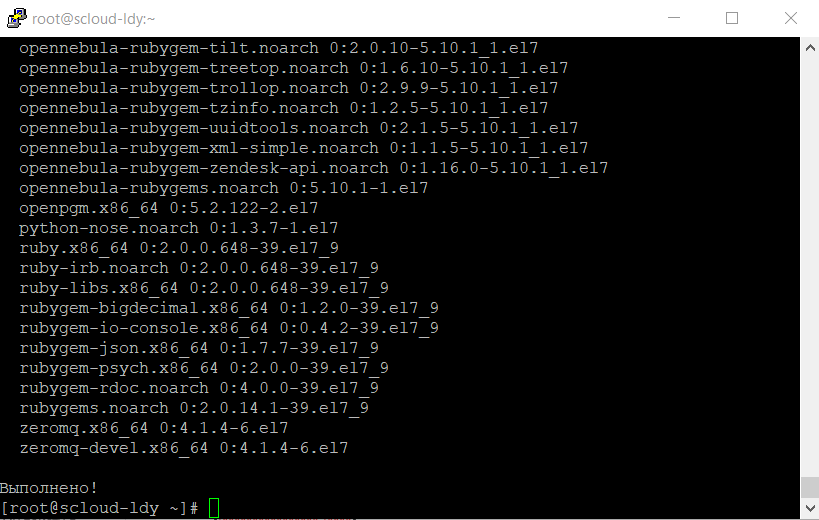 root@scloud-ldy:~
opennebula-rubygem-tilt.noarch 0:2.0.10-5.10.1_1.el7
opennebula-rubygem-treetop.noarch 0:1.6.10-5.10.1_1.el7
opennebula-rubygem-trollop.noarch 0:2.9.9-5.10.1_1.el7
opennebula-rubygem-tzinfo.noarch 0:1.2.5-5.10.1_1.el7
opennebula-rubygem-uuidtools.noarch 0:2.1.5-5.10.1_1.el7
opennebula-rubygem-xml-simple.noarch 0:1.1.5-5.10.1_1.el7
opennebula-rubygem-zendesk-api.noarch 0:1.16.0-5.10.1_1.el7
opennebula-rubygems.noarch 0:5.10.1-1.el7
openpgm.x86_64 0:5.2.122-2.el7
python-nose.noarch 0:1.3.7-1.el7
ruby.x86_64 0:2.0.0.648-39.el7_9
ruby-irb.noarch 0:2.0.0.648-39.el7_9
ruby-libs.x86_64 0:2.0.0.648-39.el7_9
rubygem-bigdecimal.x86_64 0:1.2.0-39.el7_9
rubygem-io-console.x86_64 0:0.4.2-39.el7_9
rubygem-json.x86_64 0:1.7.7-39.el7_9
rubygem-psych.x86_64 0:2.0.0-39.el7_9
rubygem-rdoc.noarch 0:4.0.0-39.el7_9
rubygems.noarch 0:2.0.14.1-39.el7_9
zeromq.x86_64 0:4.1.4-6.el7
zeromq-devel.x86_64 0:4.1.4-6.el7
Выполнено!
[root@scloud-ldy ~]#